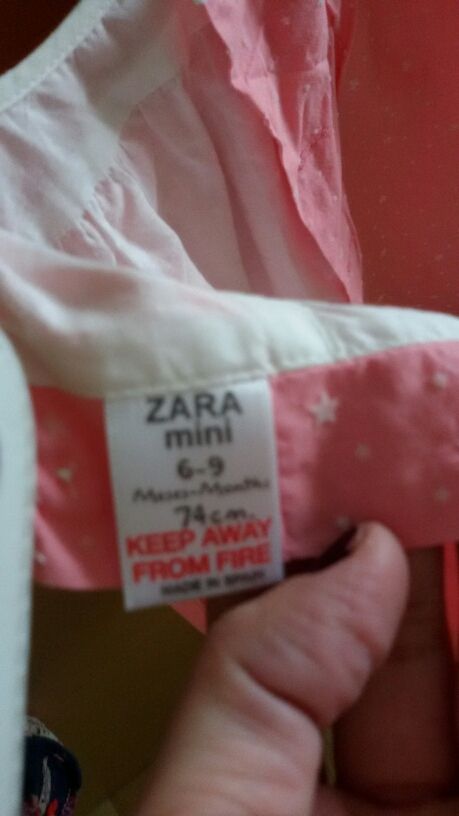 ZARA
mini
6-9
Meses-Months
74cm.
KEEP AWAY
FROM FIRE
MADE IN SPAIN